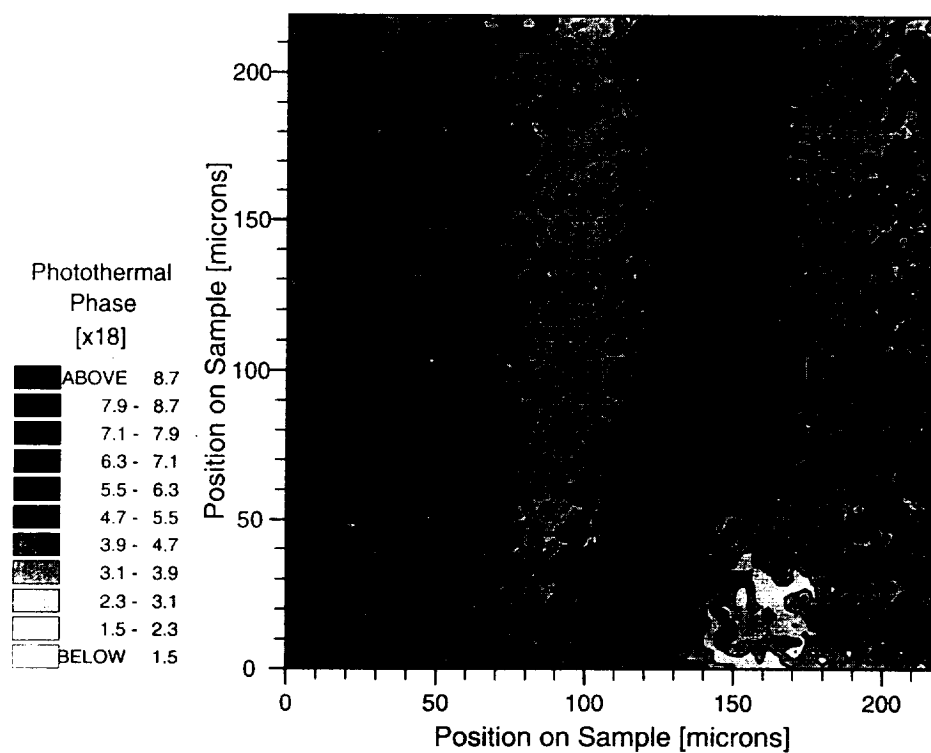 Photothermal
Phase
[x18]
ABOVE 8.7
7.9 - 8.7
7.1 - 7.9
6.3 - 7.1
5.5 - 6.3
4.7 - 5.5
3.9 - 4.7
3.1 - 3.9
2.3 - 3.1
1.5 - 2.3
BELOW 1.5
Position on Sample [microns]
200
150
100
50
0
0 50 100 150 200
Position on Sample [microns]